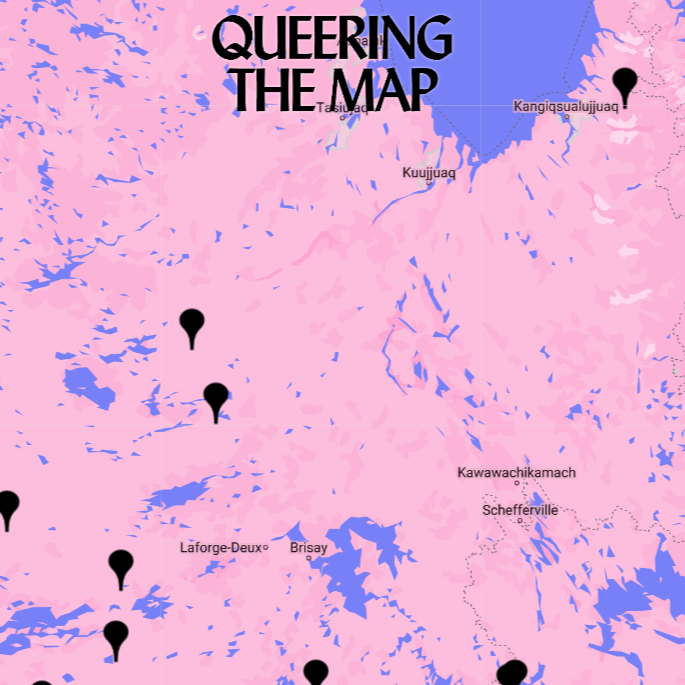 QUEERING
THE MAP
Tasiujaq
Kangiqsualujjuaq
Kuujjuaq
Kawawachikamach
Schefferville
Laforge-Deux
Brisay